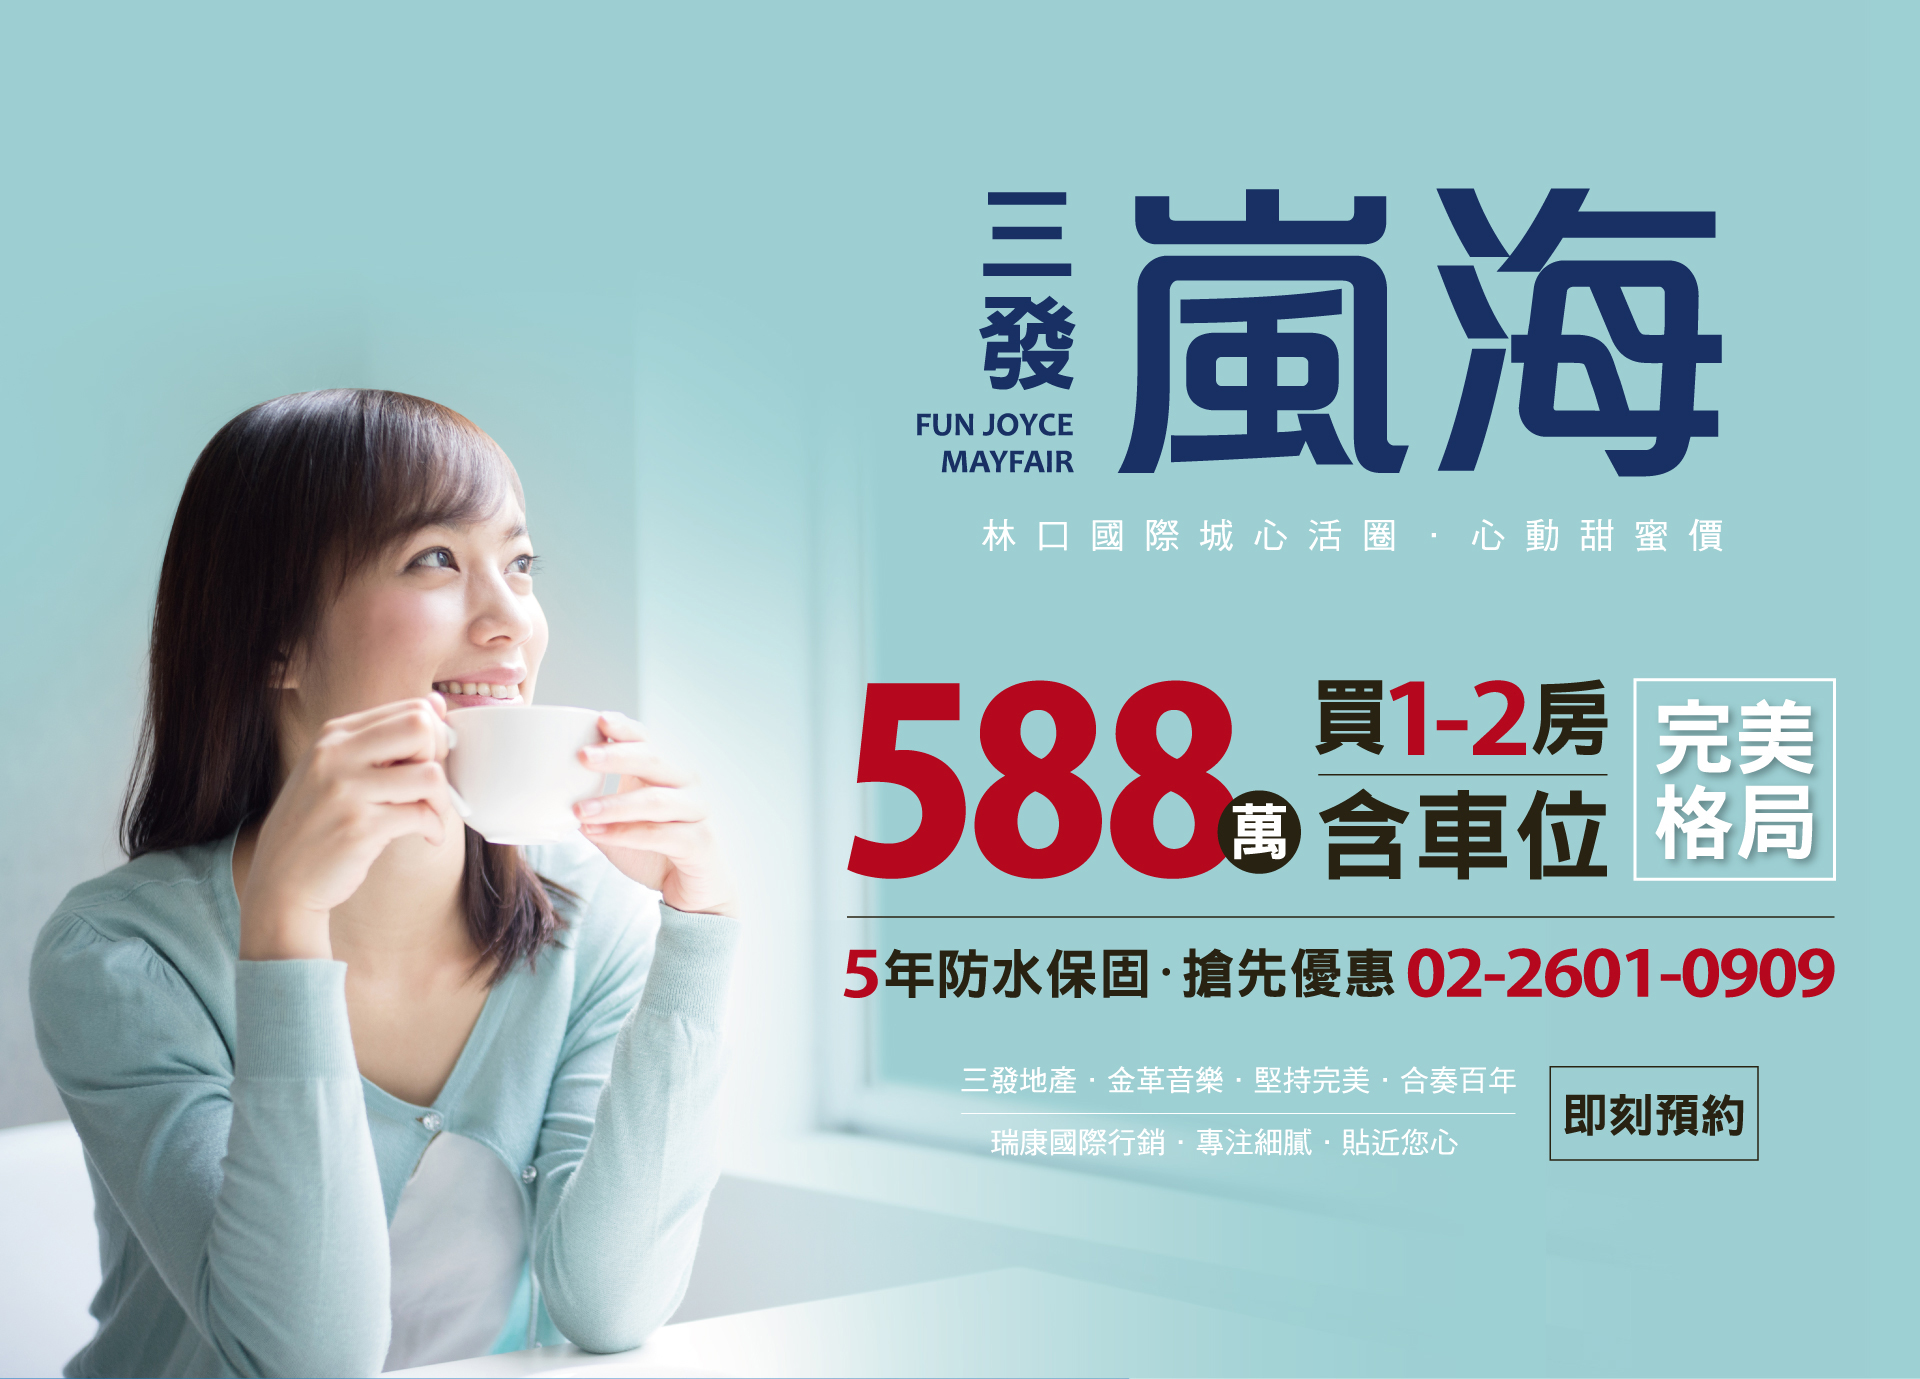 三發
嵐海
FUN JOYCE
MAYFAIR
林口國際城心活圈·心動甜蜜價
588萬
買1-2房
含車位
完美
格局
5年防水保固·搶先優惠 02-2601-0909
三發地產·金革音樂·堅持完美·合奏百年
瑞康國際行銷·專注細膩·貼近您心
即刻預約